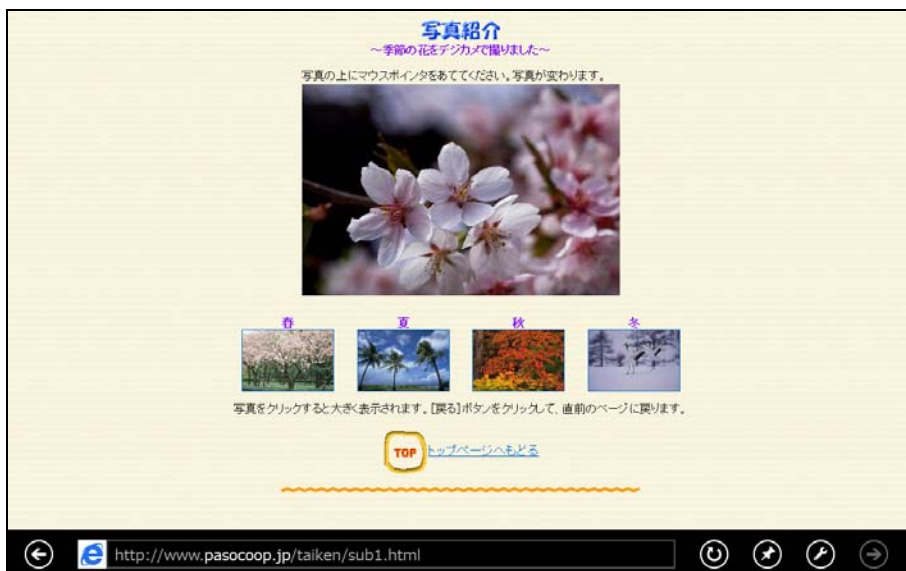 写真紹介
～季節の花をデジカメで撮りました～
写真の上にマウスポインタをあててください。写真が変わります。
春 夏 秋 冬
写真をクリックすると大きく表示されます。[戻る]ボタンをクリックして、直前のページに戻ります。
TOP トップページへもどる
http://www.pasocoop.jp/taiken/sub1.html